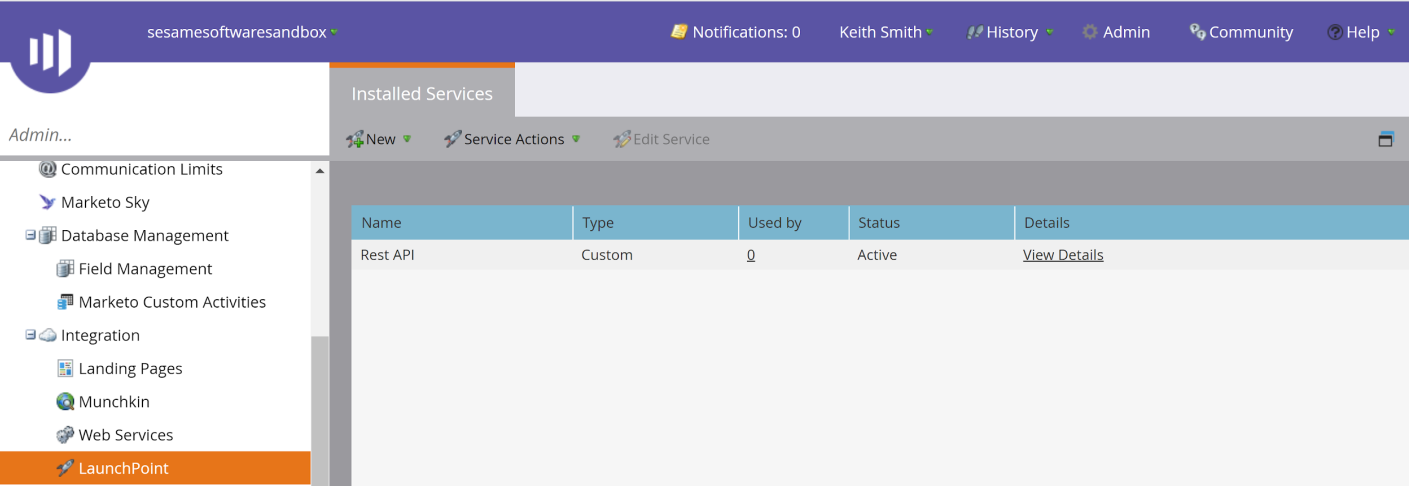 sesamesoftwaresandbox
Notifications: 0 Keith Smith History Admin Community Help
Installed Services
Admin...
New Service Actions Edit Service
Communication Limits
Marketo Sky
Database Management
Field Management
Marketo Custom Activities
Integration
Landing Pages
Munchkin
Web Services
LaunchPoint
Name Type Used by Status Details
Rest API Custom 0 Active View Details